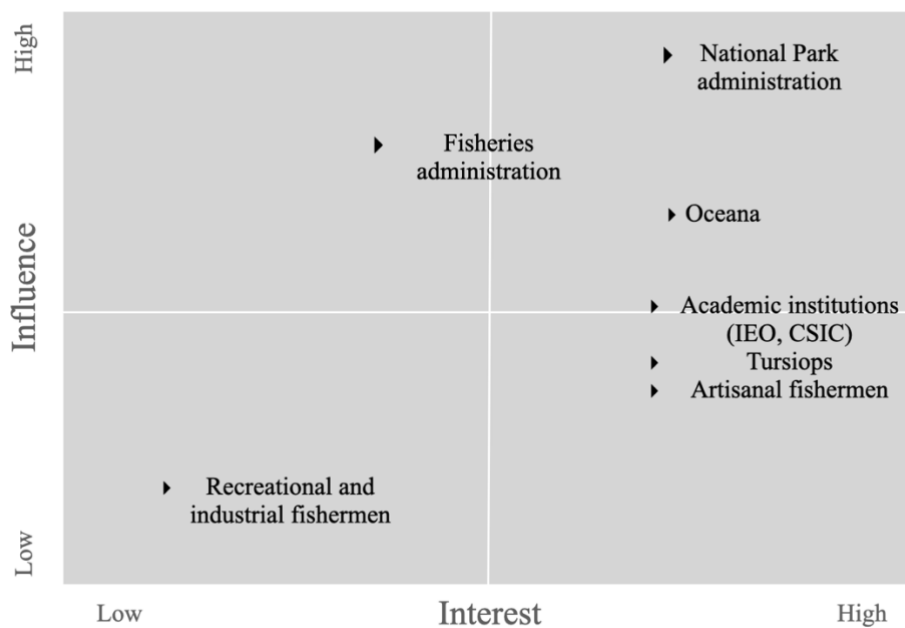 High
National Park
administration
Fisheries
administration
Oceana
Influence
Academic institutions
(IEO, CSIC)
Tursiops
Artisanal fishermen
Recreational and
industrial fishermen
Low
Low
Interest
High